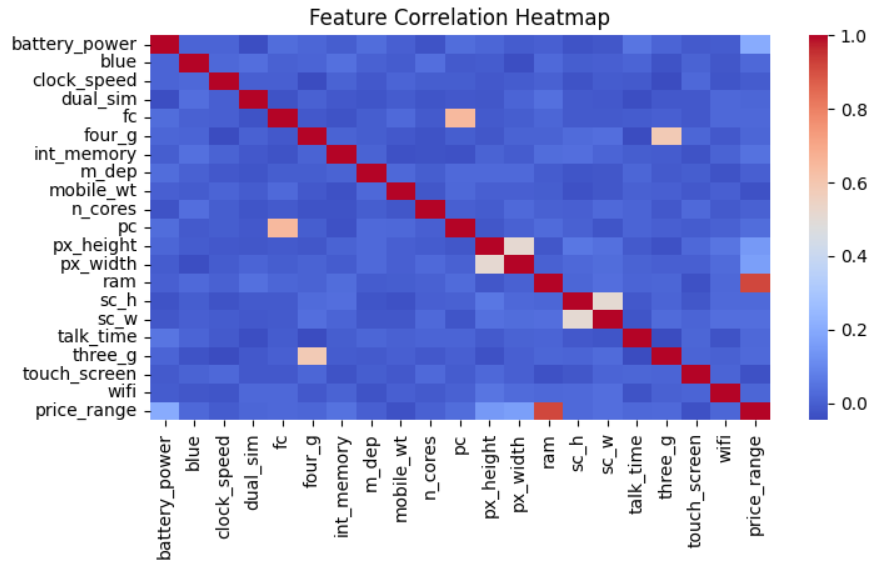 Feature Correlation Heatmap
battery_power
blue
clock_speed
dual_sim
fc
four_g
int_memory
m_dep
mobile_wt
n_cores
pc
px_height
px_width
ram
sc_h
sc_w
talk_time
three_g
touch_screen
wifi
price_range
battery_power
blue
clock_speed
dual_sim
fc
four_g
int_memory
m_dep
mobile_wt
n_cores
pc
px_height
px_width
ram
sc_h
sc_w
talk_time
three_g
touch_screen
wifi
price_range
1.0
0.8
0.6
0.4
0.2
0.0